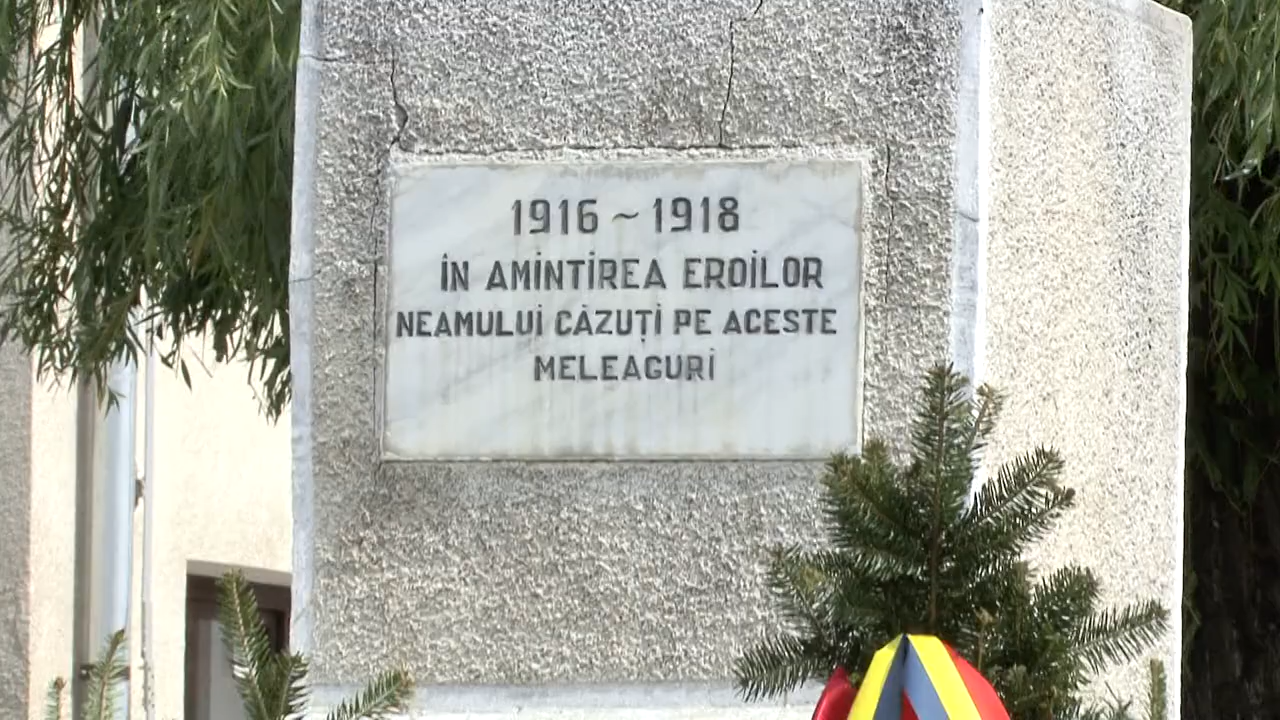 1916 ~ 1918
ÎN AMINTIREA EROILOR
NEAMULUI CĂZUȚI PE ACESTE
MELEAGURI